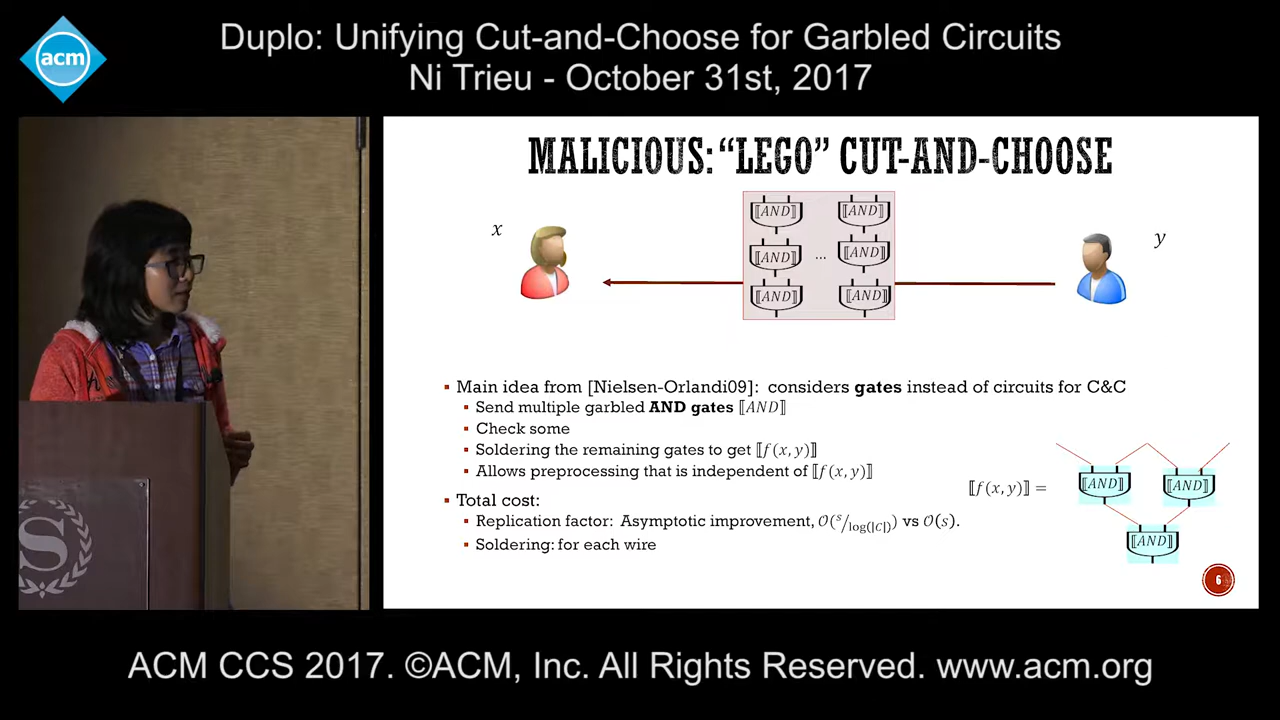 Duplo: Unifying Cut-and-Choose for Garbled Circuits
Ni Trieu - October 31st, 2017
acm
MALICIOUS: “LEGO” CUT-AND-CHOOSE
x
y
⟦AND⟧ ⟦AND⟧
⟦AND⟧ ... ⟦AND⟧
⟦AND⟧ ⟦AND⟧
▪ Main idea from [Nielsen-Orlandi09]: considers gates instead of circuits for C&C
▪ Send multiple garbled AND gates ⟦AND⟧
▪ Check some
▪ Soldering the remaining gates to get ⟦f(x, y)⟧
▪ Allows preprocessing that is independent of ⟦f(x, y)⟧
▪ Total cost:
▪ Replication factor: Asymptotic improvement, 𝒪(s/log(|C|)) vs 𝒪(s).
▪ Soldering: for each wire
⟦f(x, y)⟧ =
⟦AND⟧ ⟦AND⟧
⟦AND⟧
6
S
ACM CCS 2017. ©ACM, Inc. All Rights Reserved. www.acm.org